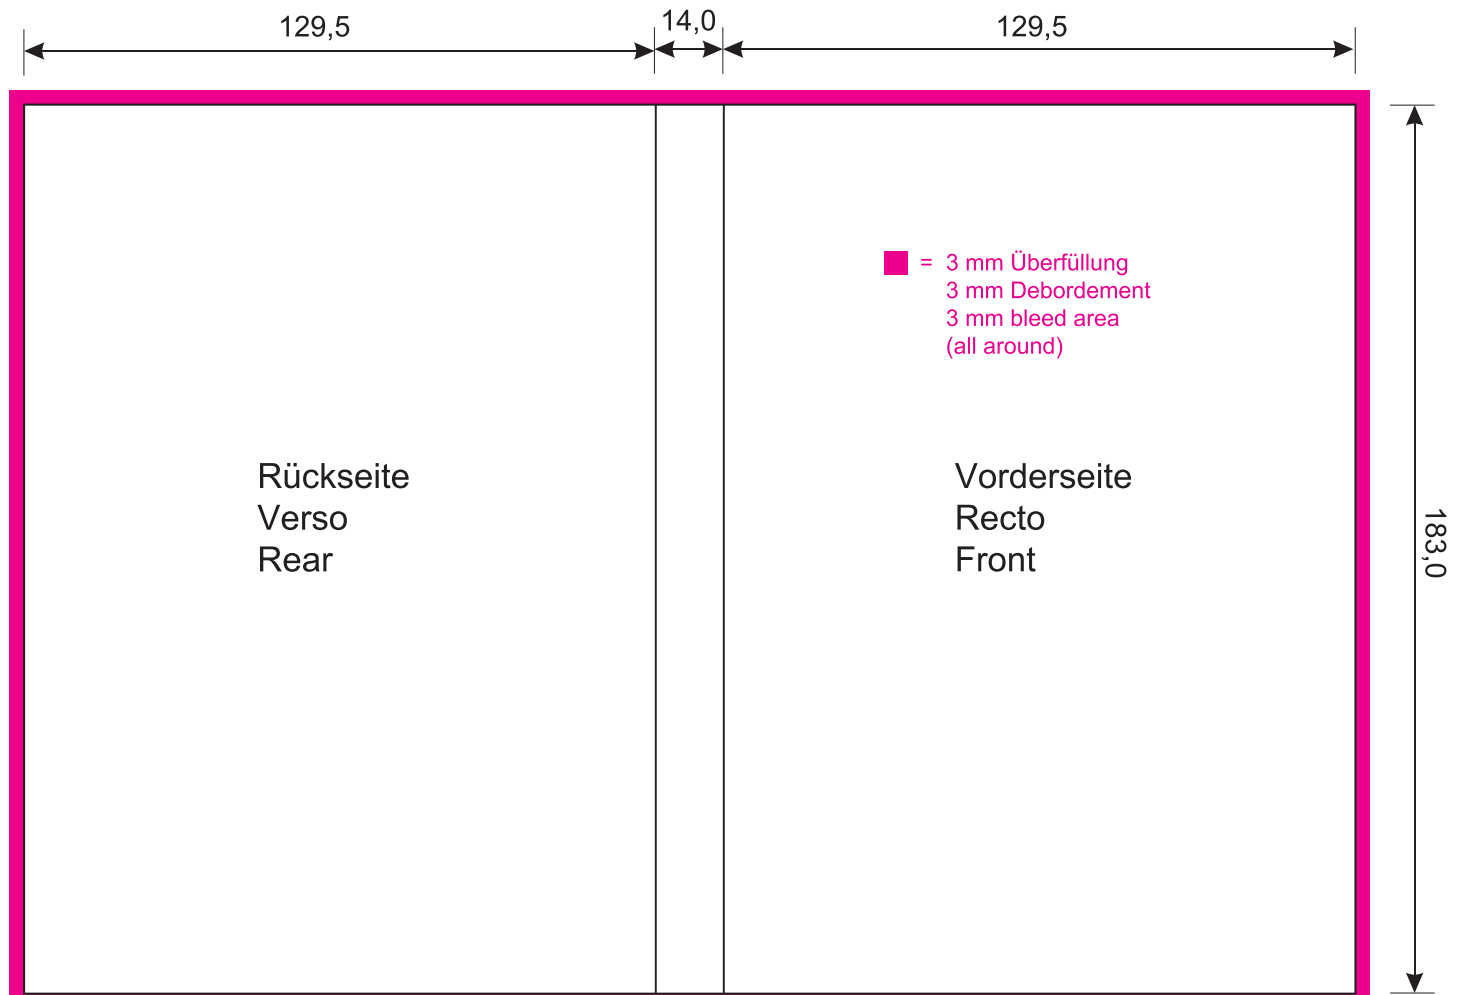 129,5
14,0
129,5
= 3 mm Überfüllung
3 mm Debordement
3 mm bleed area
(all around)
Rückseite
Verso
Rear
Vorderseite
Recto
Front
183,0